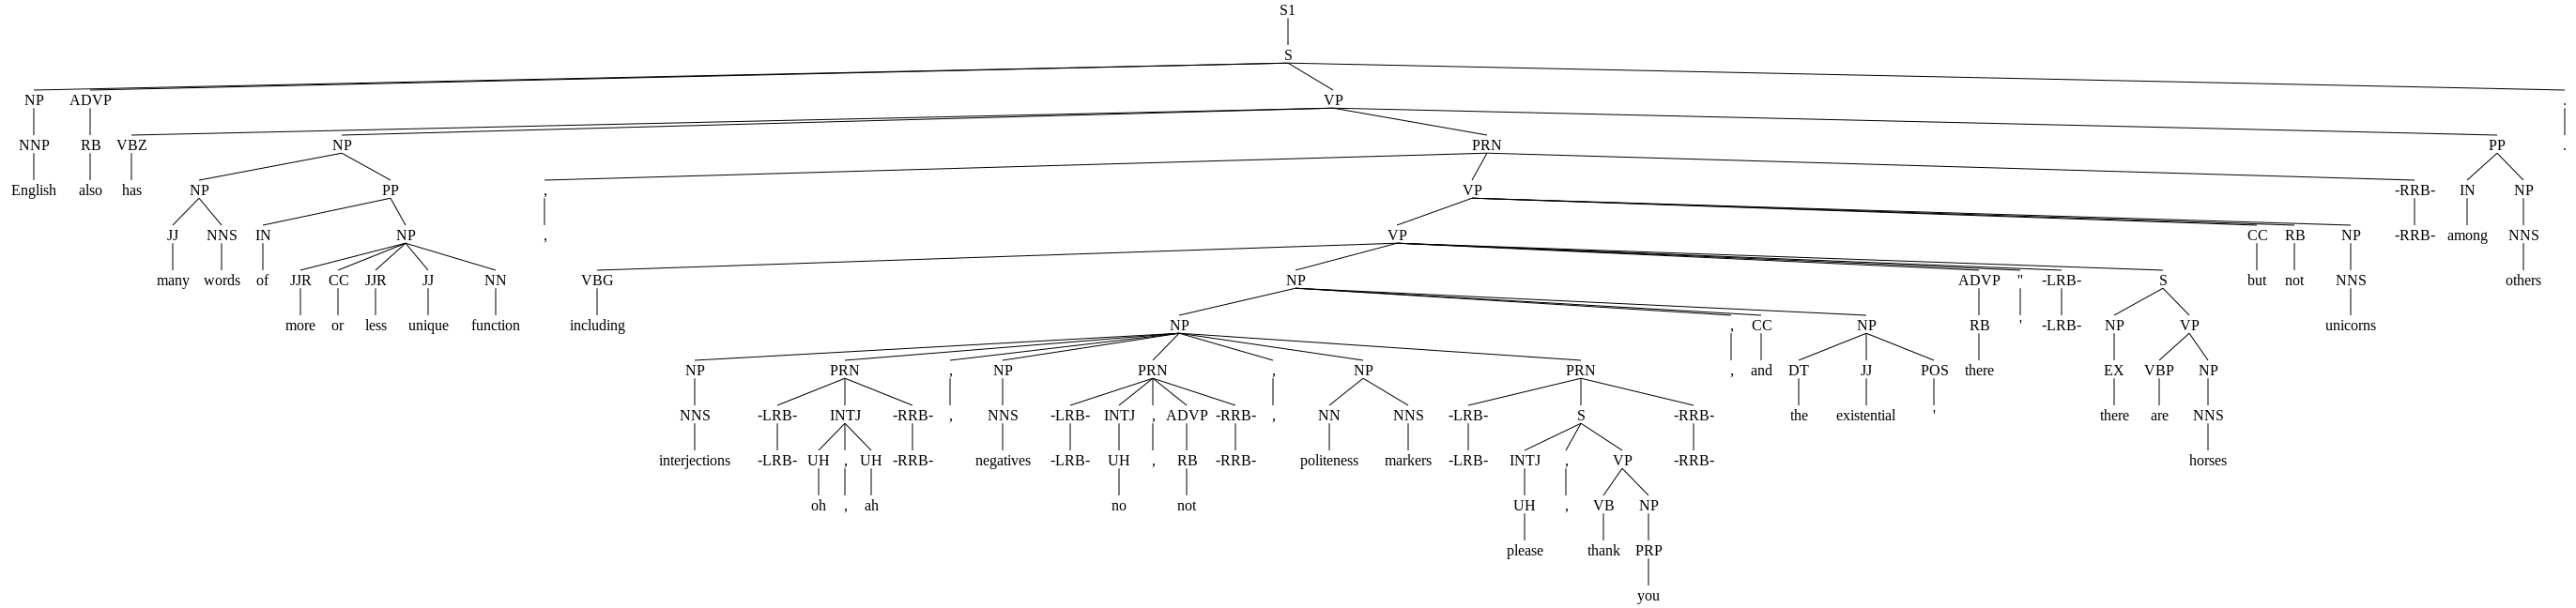 S1
S
NP ADVP VP .
NNP RB VBZ NP PRN PP .
English also has NP PP , VP -RRB- IN NP
JJ NNS IN NP , VP CC RB NP -RRB- among NNS
many words of JJR CC JJR JJ NN VBG NP ADVP " -LRB- S but not NNS others
more or less unique function including NP , CC NP RB ' -LRB- NP VP unicorns
NP PRN , NP PRN , NP PRN , and DT JJ POS there EX VBP NP
NNS -LRB- INTJ -RRB- , NNS -LRB- INTJ , ADVP -RRB- , NN NNS -LRB- S -RRB- the existential ' there are NNS
interjections -LRB- UH , UH -RRB- negatives -LRB- UH , RB -RRB- politeness markers -LRB- INTJ , VP -RRB- horses
oh , ah no not UH , VB NP
please thank PRP
you